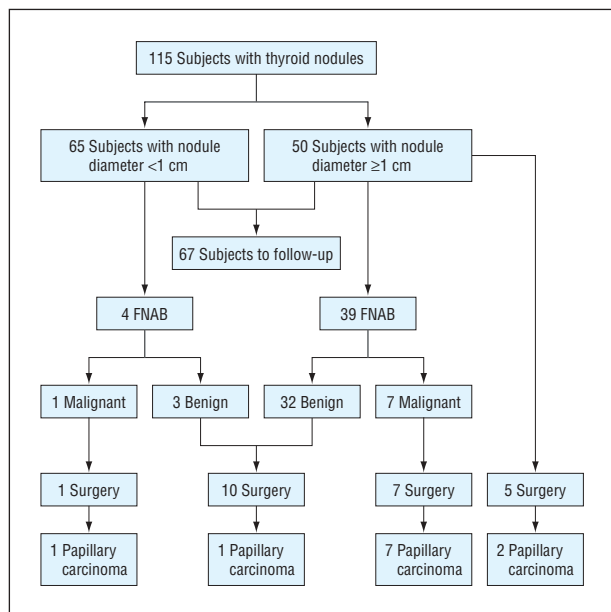 115 Subjects with thyroid nodules
65 Subjects with nodule
diameter <1 cm
50 Subjects with nodule
diameter ≥1 cm
67 Subjects to follow-up
4 FNAB
39 FNAB
1 Malignant
3 Benign
32 Benign
7 Malignant
1 Surgery
10 Surgery
7 Surgery
5 Surgery
1 Papillary
carcinoma
1 Papillary
carcinoma
7 Papillary
carcinoma
2 Papillary
carcinoma